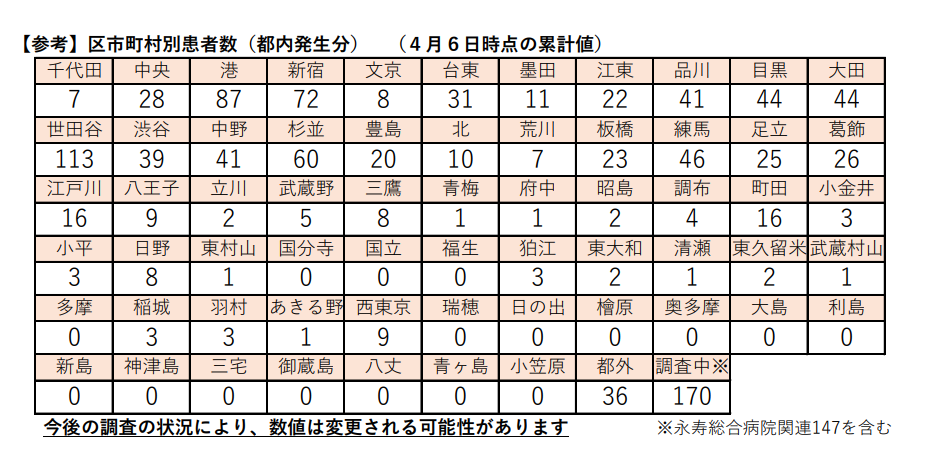 【参考】区市町村別患者数（都内発生分） （４月６日時点の累計値）
千代田 中央 港 新宿 文京 台東 墨田 江東 品川 目黒 大田
7 28 87 72 8 31 11 22 41 44 44
世田谷 渋谷 中野 杉並 豊島 北 荒川 板橋 練馬 足立 葛飾
113 39 41 60 20 10 7 23 46 25 26
江戸川 八王子 立川 武蔵野 三鷹 青梅 府中 昭島 調布 町田 小金井
16 9 2 5 8 1 1 2 4 16 3
小平 日野 東村山 国分寺 国立 福生 狛江 東大和 清瀬 東久留米 武蔵村山
3 8 1 0 0 0 3 2 1 2 1
多摩 稲城 羽村 あきる野 西東京 瑞穂 日の出 檜原 奥多摩 大島 利島
0 3 3 1 9 0 0 0 0 0 0
新島 神津島 三宅 御蔵島 八丈 青ヶ島 小笠原 都外 調査中※
0 0 0 0 0 0 0 36 170
今後の調査の状況により、数値は変更される可能性があります ※永寿総合病院関連147を含む